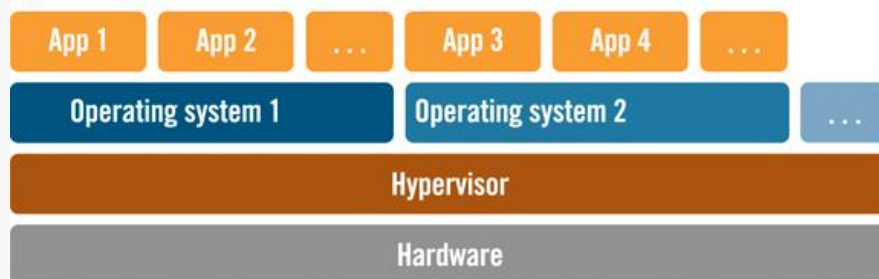 App 1 App 2 ... App 3 App 4 ...
Operating system 1 Operating system 2 ...
Hypervisor
Hardware